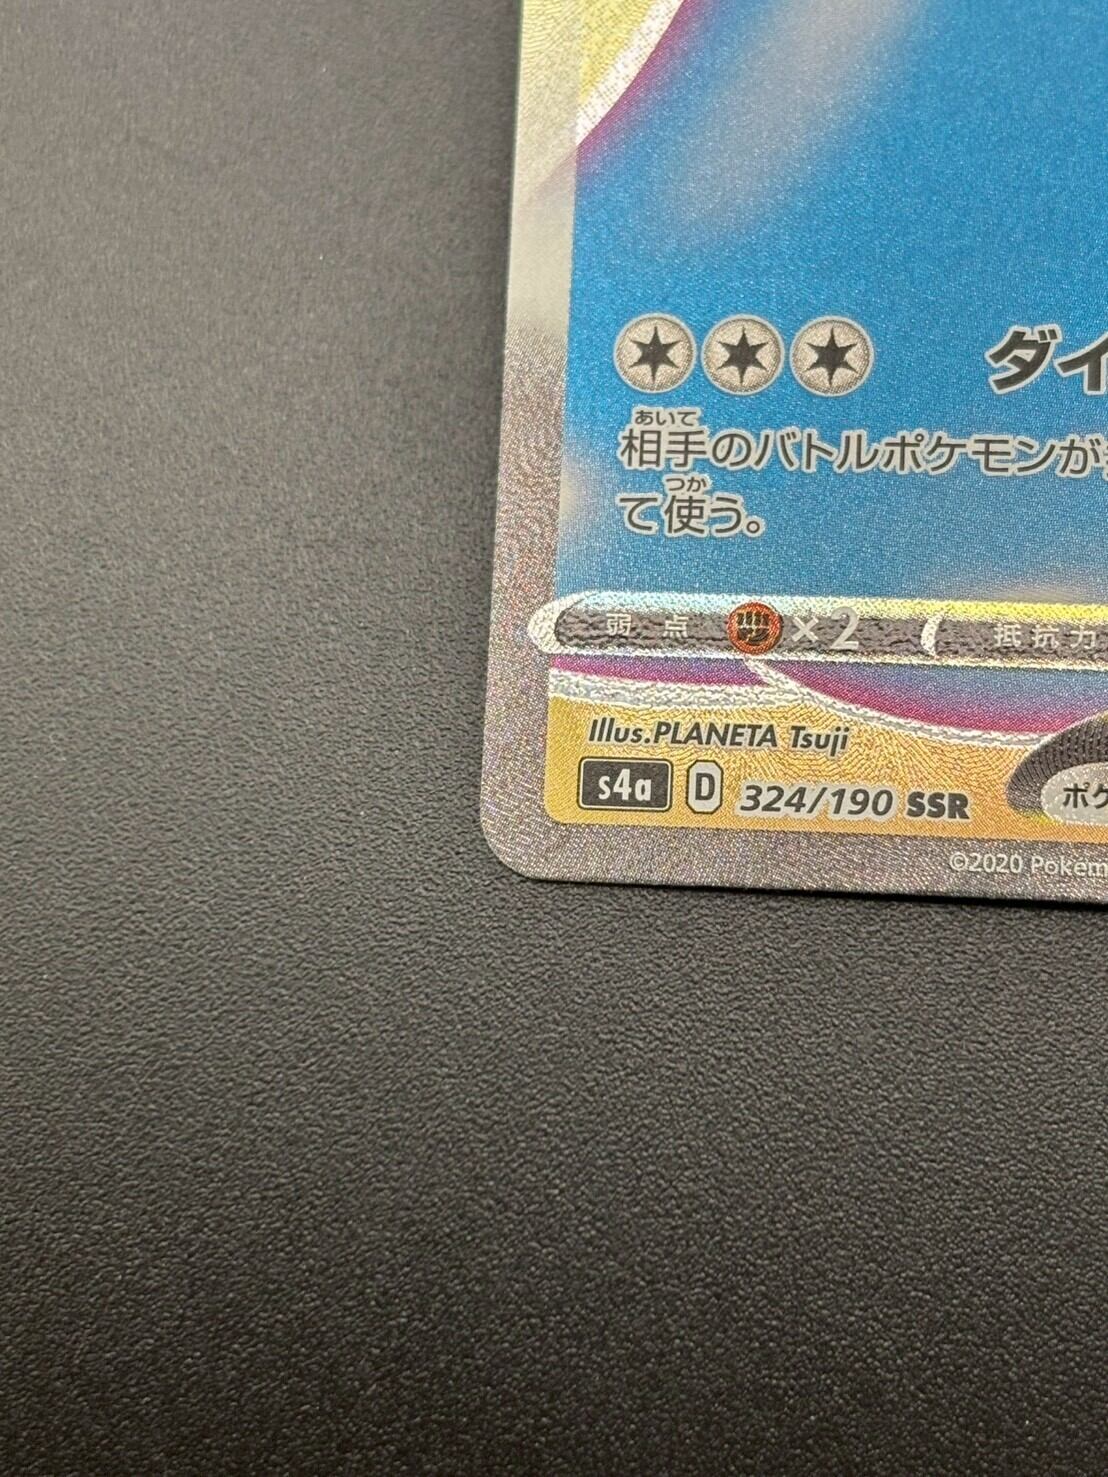 ダイ
あいて
相手のバトルポケモンが
つか
て使う。
弱点 ×2 抵抗力
Illus.PLANETA Tsuji
s4a D 324/190 SSR
ポケ
©2020 Pokém